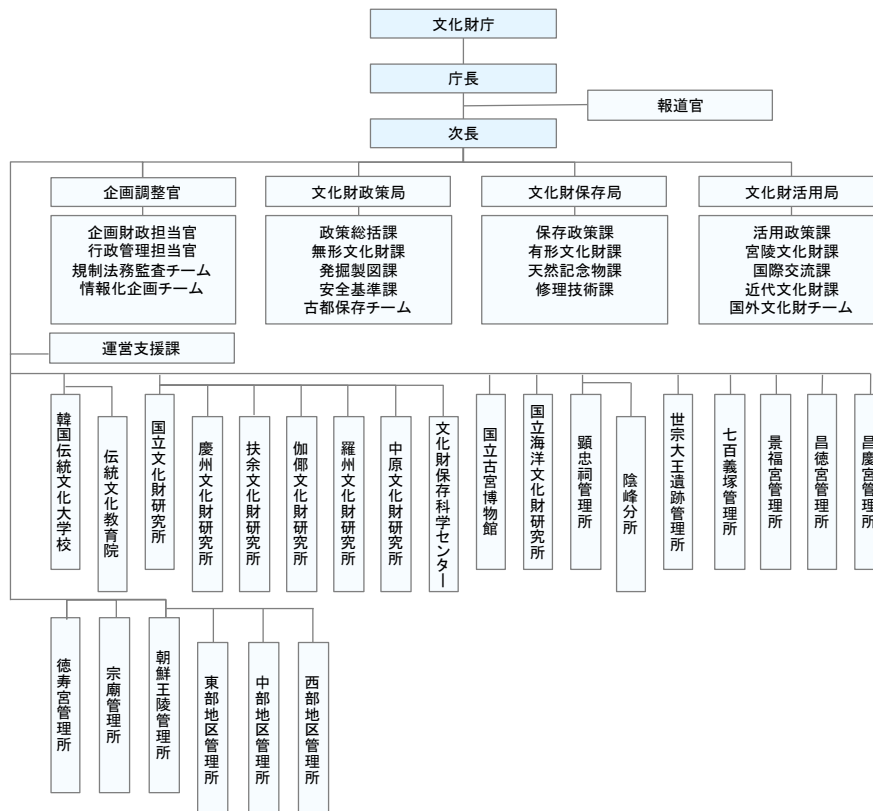 文化財庁
庁長
報道官
次長
企画調整官
文化財政策局
文化財保存局
文化財活用局
企画財政担当官
行政管理担当官
規制法務監査チーム
情報化企画チーム
政策総括課
無形文化財課
発掘製図課
安全基準課
古都保存チーム
保存政策課
有形文化財課
天然記念物課
修理技術課
活用政策課
宮陵文化財課
国際交流課
近代文化財課
国外文化財チーム
運営支援課
韓国伝統文化大学校
伝統文化教育院
国立文化財研究所
慶州文化財研究所
扶余文化財研究所
伽倻文化財研究所
羅州文化財研究所
中原文化財研究所
文化財保存科学センター
国立古宮博物館
国立海洋文化財研究所
顕忠祠管理所
陰峰分所
世宗大王遺跡管理所
七百義塚管理所
景福宮管理所
昌徳宮管理所
昌慶宮管理所
徳寿宮管理所
宗廟管理所
朝鮮王陵管理所
東部地区管理所
中部地区管理所
西部地区管理所